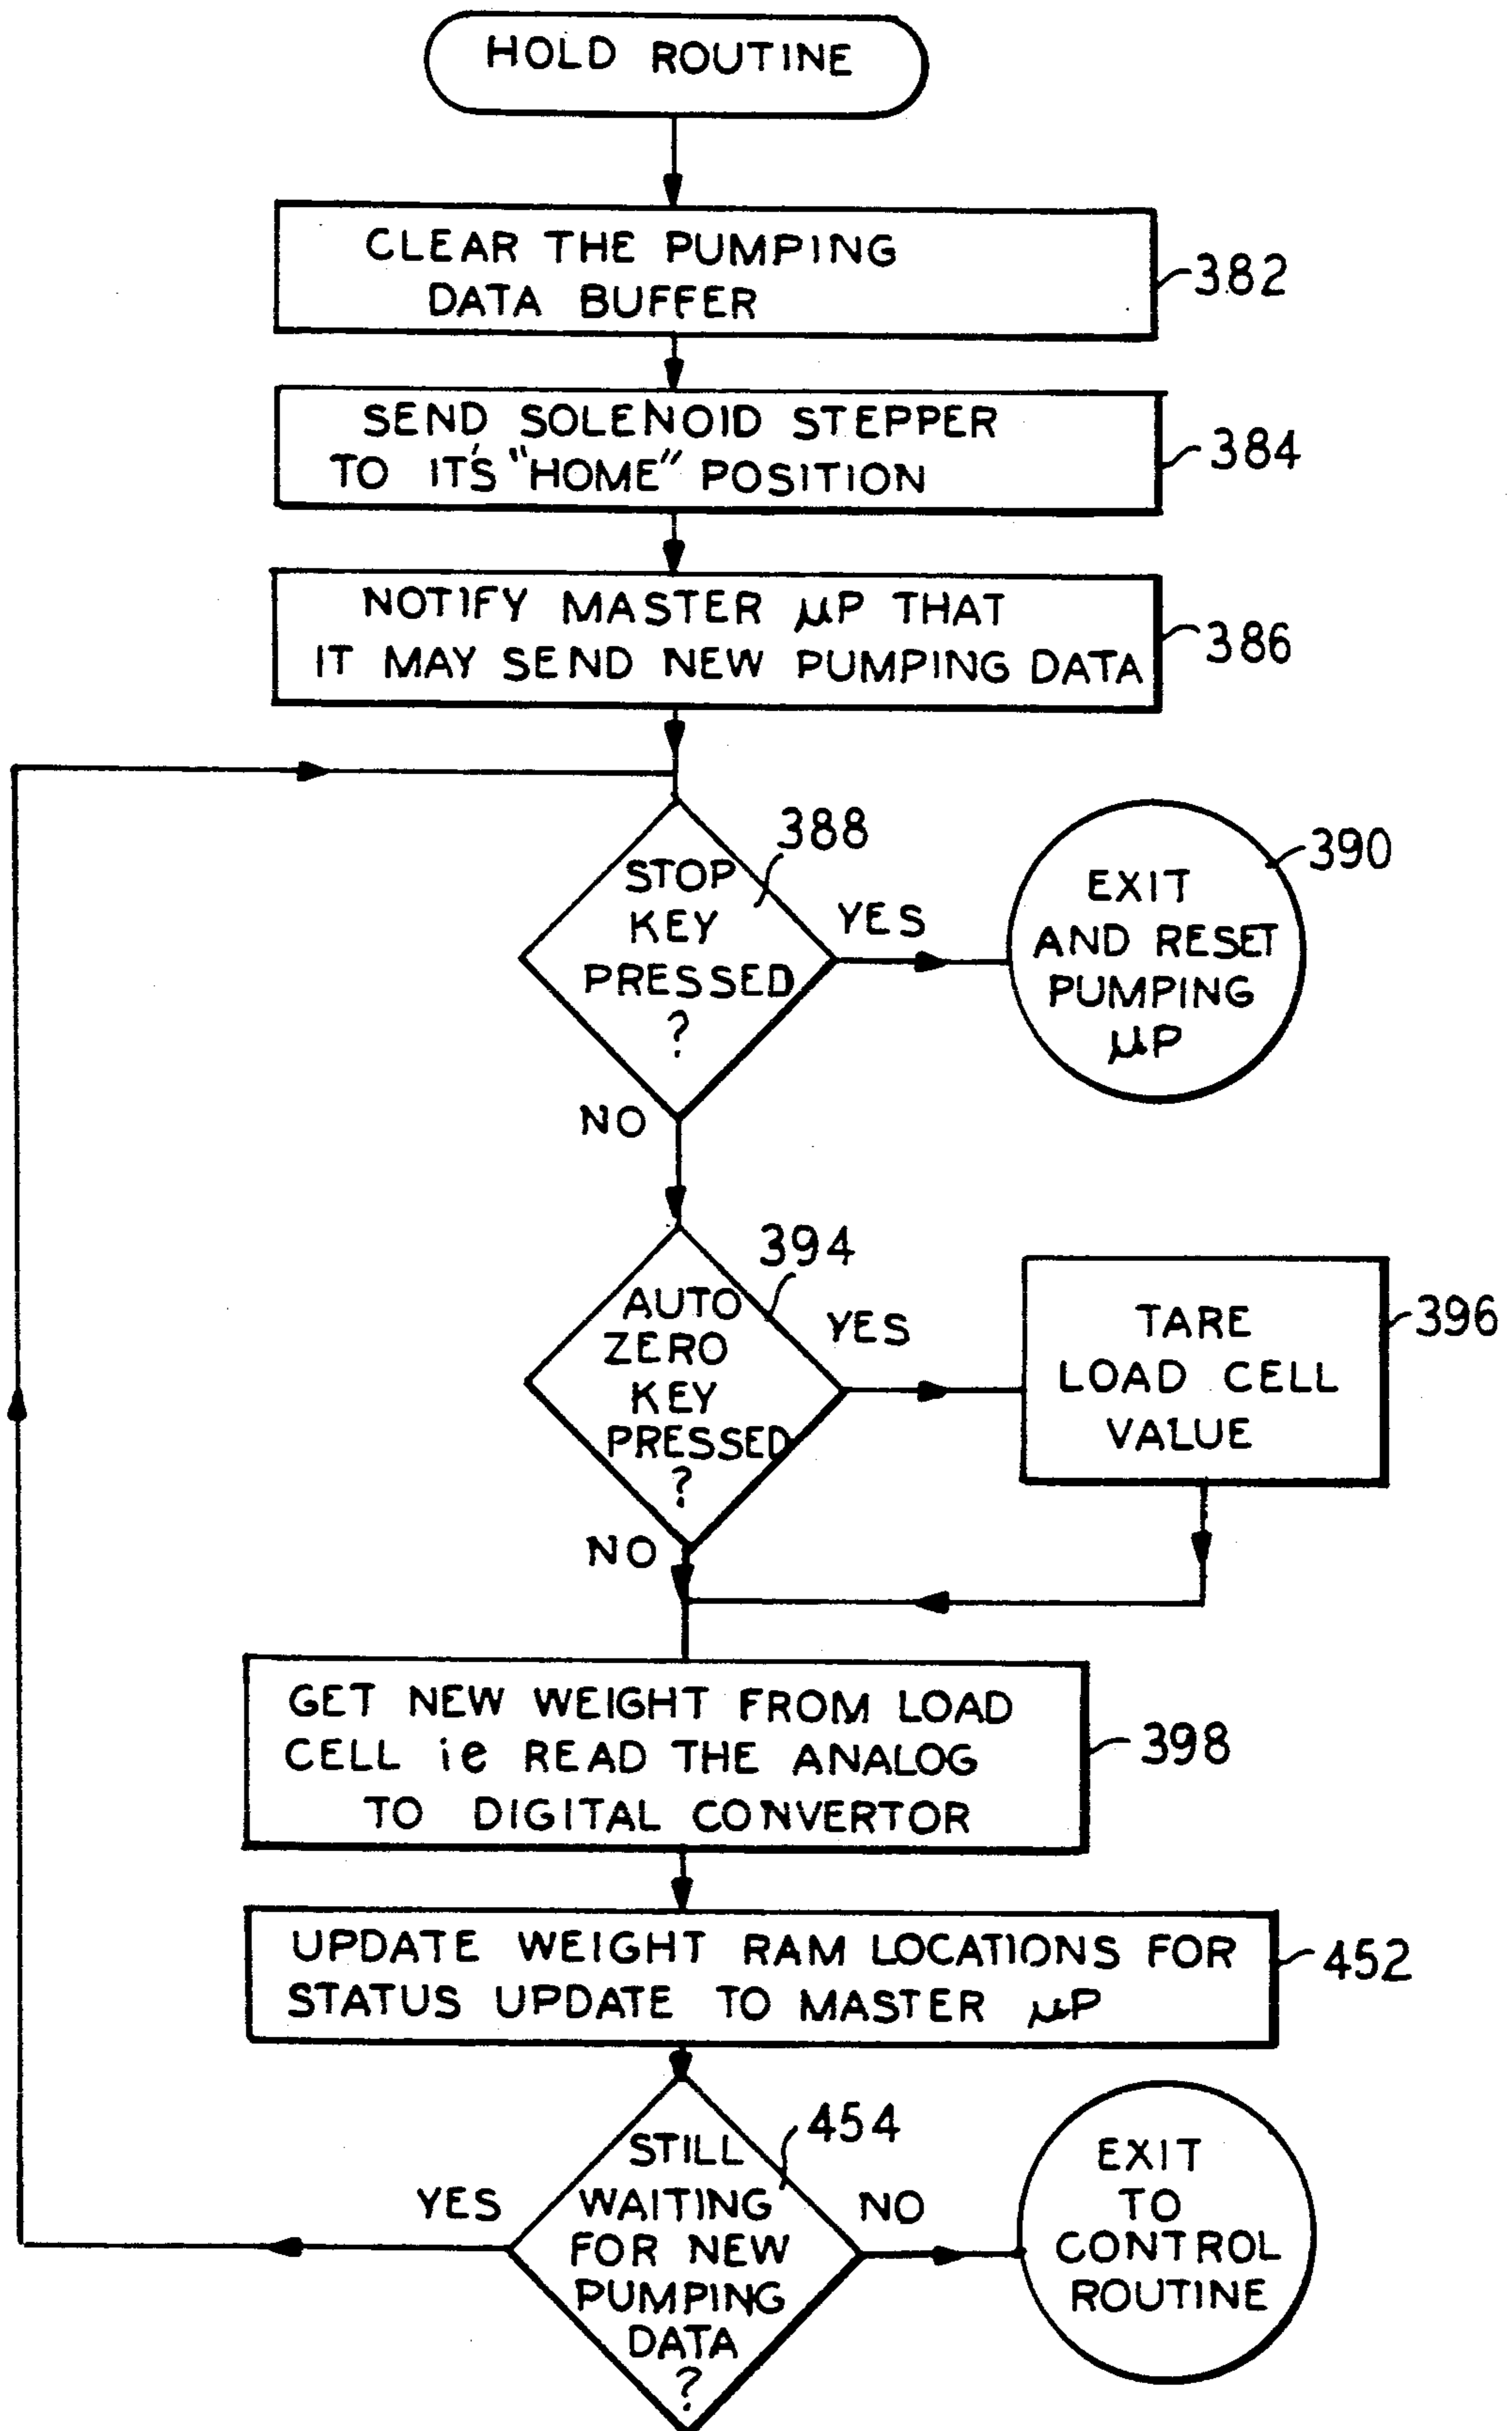 HOLD ROUTINE
CLEAR THE PUMPING
DATA BUFFER
382
SEND SOLENOID STEPPER
TO IT'S "HOME" POSITION
384
NOTIFY MASTER µP THAT
IT MAY SEND NEW PUMPING DATA
386
388
STOP
KEY
PRESSED
?
YES
390
EXIT
AND RESET
PUMPING
µP
NO
394
AUTO
ZERO
KEY
PRESSED
?
YES
396
TARE
LOAD CELL
VALUE
NO
GET NEW WEIGHT FROM LOAD
CELL ie READ THE ANALOG
TO DIGITAL CONVERTOR
398
UPDATE WEIGHT RAM LOCATIONS FOR
STATUS UPDATE TO MASTER µP
452
454
STILL
WAITING
FOR NEW
PUMPING
DATA
?
YES
NO
EXIT
TO
CONTROL
ROUTINE